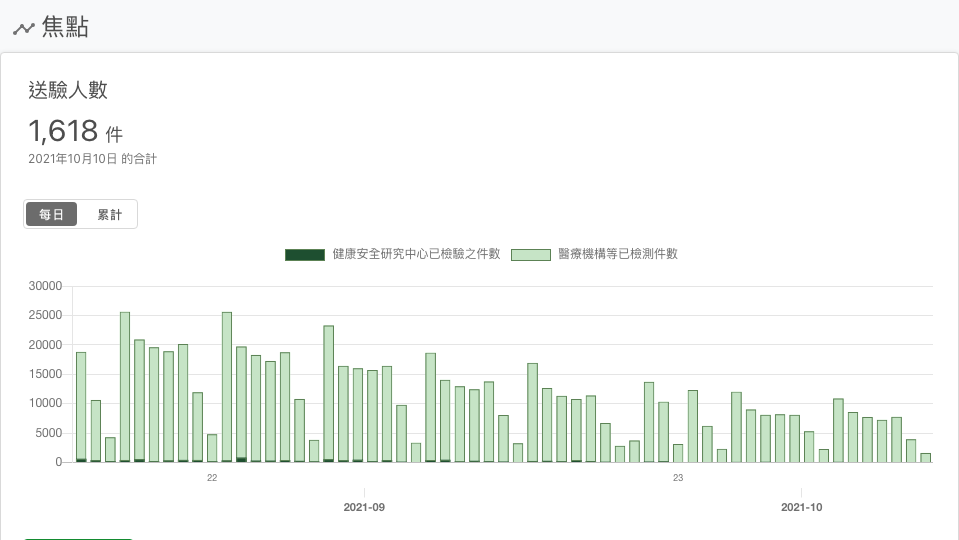 焦點
送驗人數
1,618 件
2021年10月10日 的合計
每日 累計
健康安全研究中心已檢驗之件數 醫療機構等已檢測件數
30000
25000
20000
15000
10000
5000
0
22 23
2021-09 2021-10